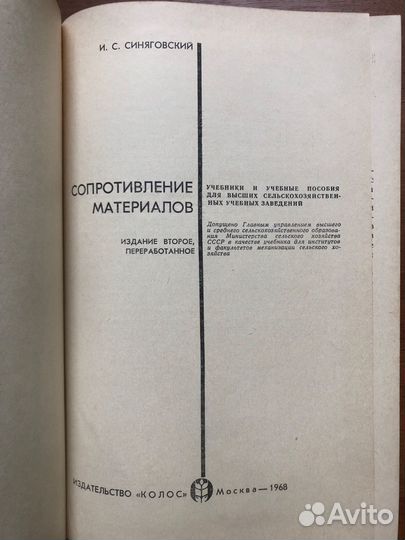 И. С. СИНЯГОВСКИЙ
СОПРОТИВЛЕНИЕ
МАТЕРИАЛОВ
ИЗДАНИЕ ВТОРОЕ,
ПЕРЕРАБОТАННОЕ
УЧЕБНИКИ И УЧЕБНЫЕ ПОСОБИЯ
ДЛЯ ВЫСШИХ СЕЛЬСКОХОЗЯЙСТВЕН-
НЫХ УЧЕБНЫХ ЗАВЕДЕНИЙ
Допущено Главным управлением высшего
и среднего сельскохозяйственного образова-
ния Министерства сельского хозяйства
СССР в качестве учебника для институтов
и факультетов механизации сельского хо-
зяйства
ИЗДАТЕЛЬСТВО «КОЛОС» Москва — 1968
Avito